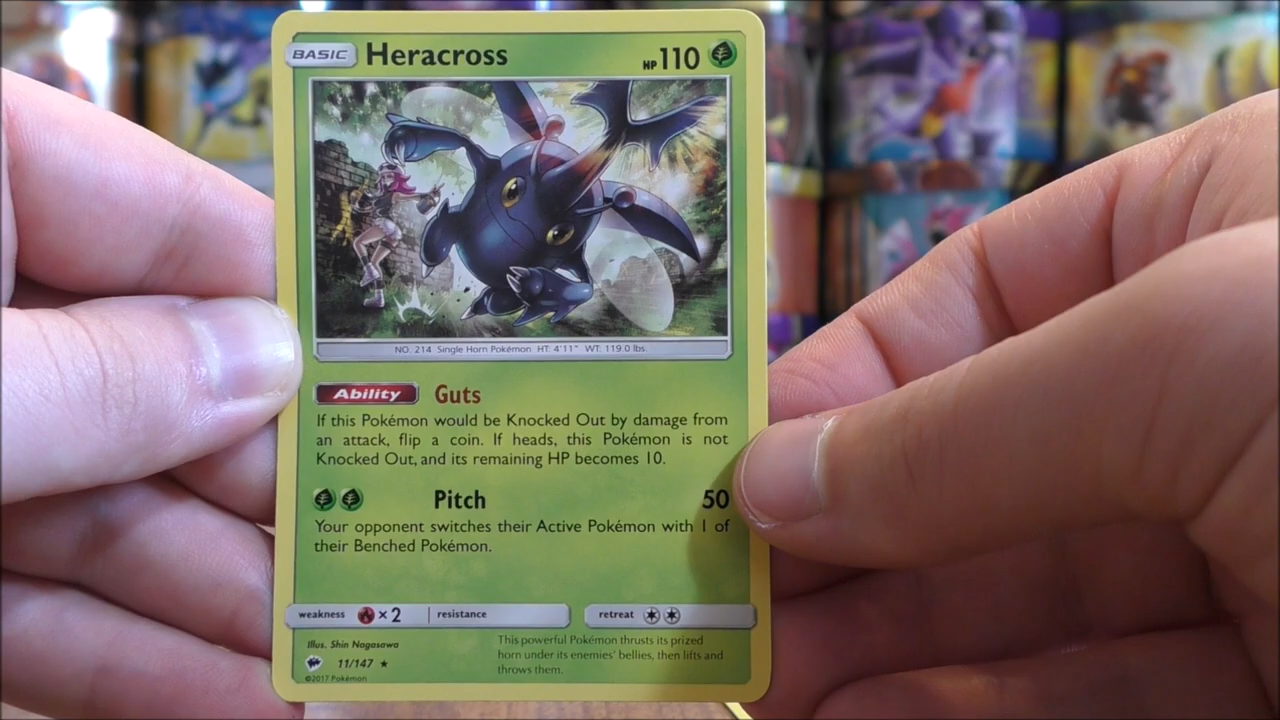 BASIC Heracross HP 110
NO. 214 Single Horn Pokémon HT: 4'11" WT: 119.0 lbs.
Ability Guts
If this Pokémon would be Knocked Out by damage from
an attack, flip a coin. If heads, this Pokémon is not
Knocked Out, and its remaining HP becomes 10.
Pitch 50
Your opponent switches their Active Pokémon with 1 of
their Benched Pokémon.
weakness ×2 resistance retreat
Illus. Shin Nagasawa
11/147 ★
©2017 Pokémon
This powerful Pokémon thrusts its prized
horn under its enemies' bellies, then lifts and
throws them.